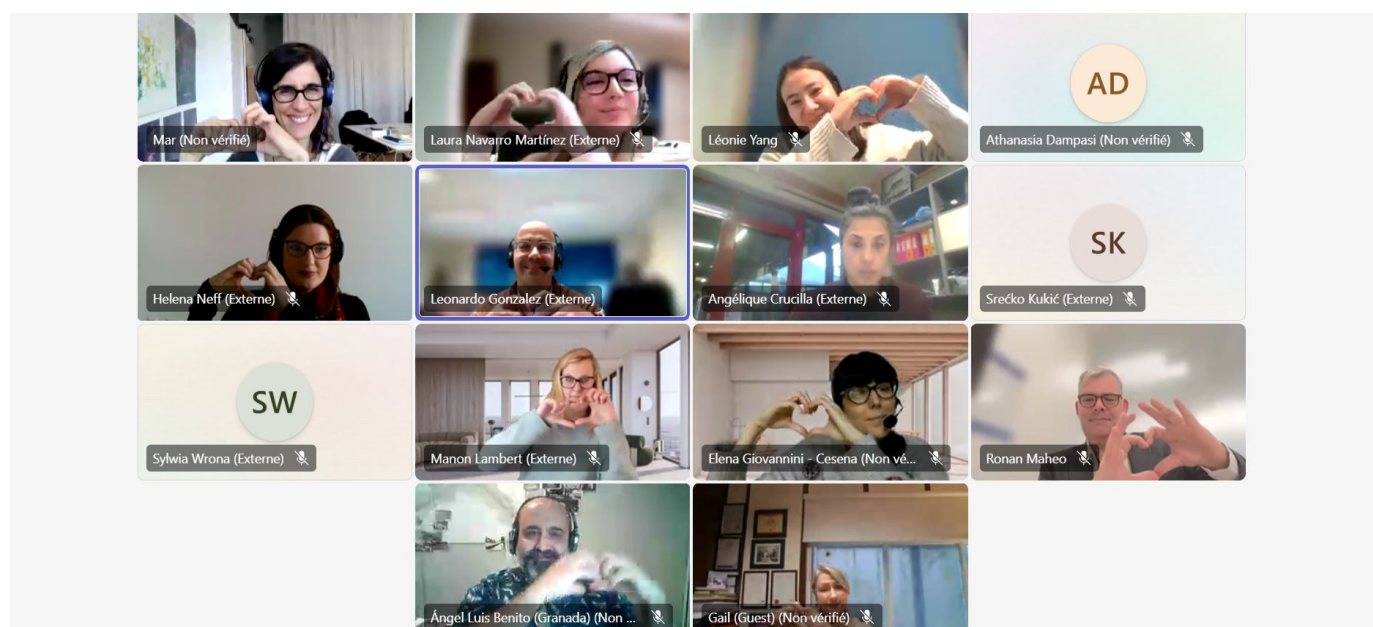 Mar (Non vérifié)
Laura Navarro Martínez (Externe)
Léonie Yang
AD
Athanasia Dampasi (Non vérifié)
Helena Neff (Externe)
Leonardo Gonzalez (Externe)
Angélique Crucilla (Externe)
SK
Srećko Kukić (Externe)
SW
Sylwia Wrona (Externe)
Manon Lambert (Externe)
Elena Giovannini - Cesena (Non vé...
Ronan Maheo
Ángel Luis Benito (Granada) (Non ...
Gail (Guest) (Non vérifié)